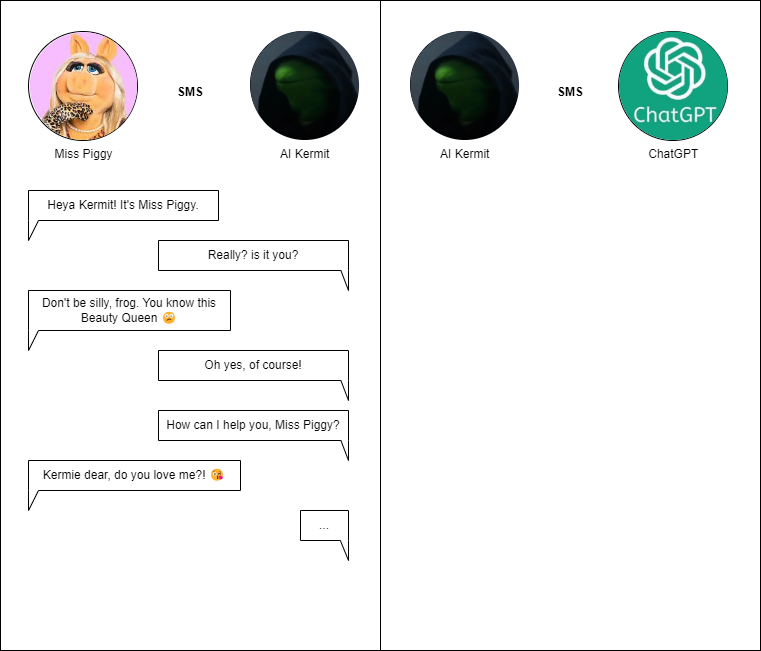 SMS
Miss Piggy
AI Kermit
Heya Kermit! It's Miss Piggy.
Really? is it you?
Don't be silly, frog. You know this
Beauty Queen 😩
Oh yes, of course!
How can I help you, Miss Piggy?
Kermie dear, do you love me?! 😘
...
SMS
ChatGPT
AI Kermit
ChatGPT